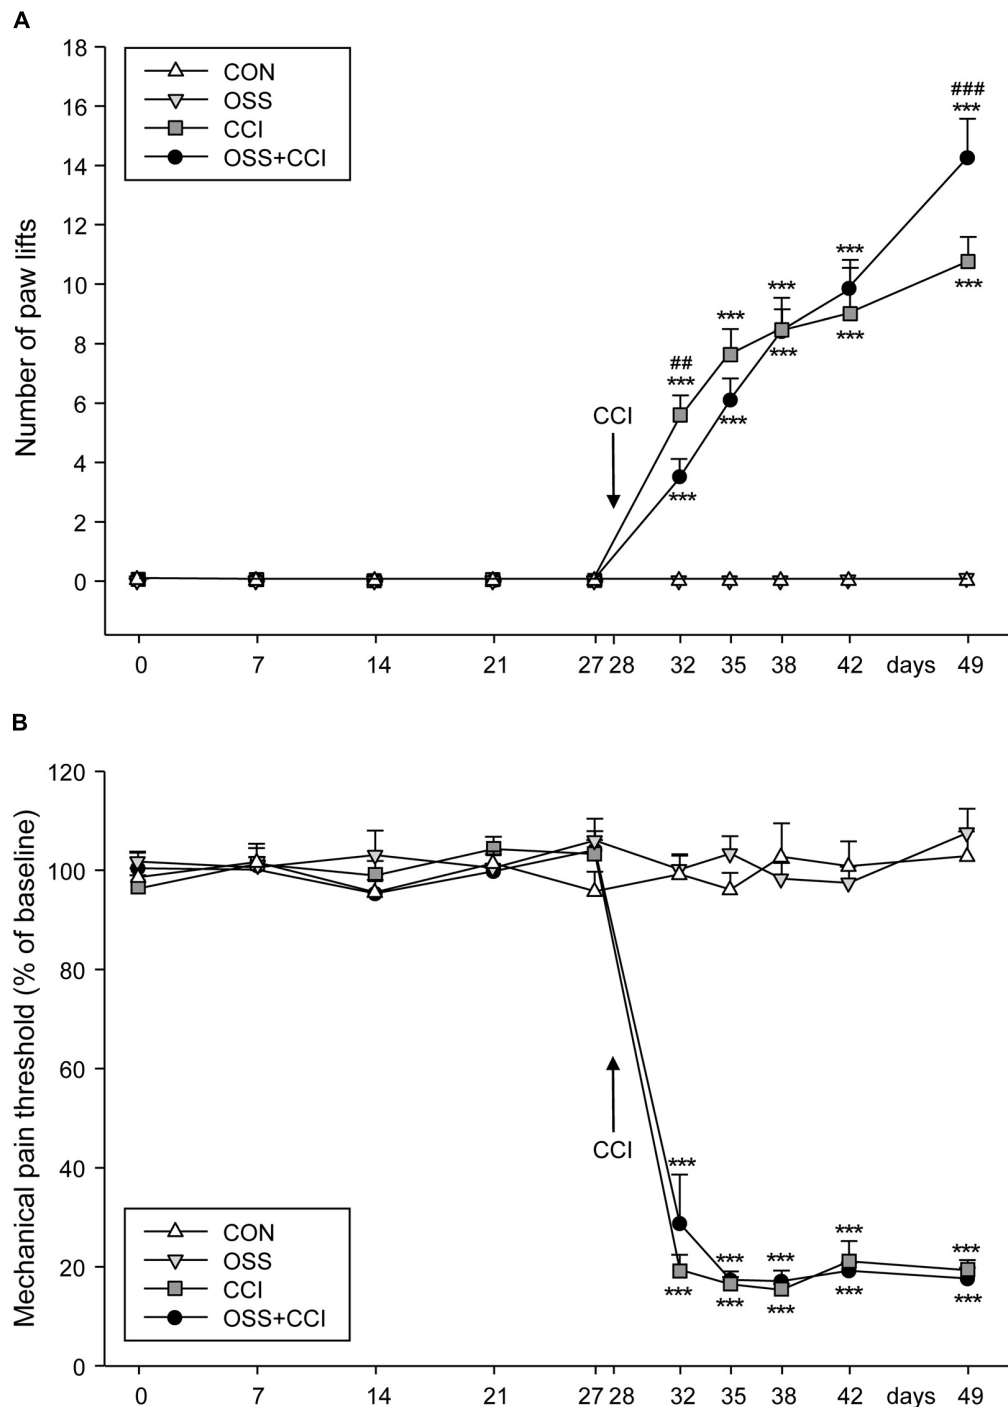 A
18
16
14
12
10
8
6
4
2
0
Number of paw lifts
CON
OSS
CCI
OSS+CCI
CCI
##
***
***
***
***
***
***
***
***
###
***
***
0 7 14 21 27 28 32 35 38 42 days 49
B
120
100
80
60
40
20
0
Mechanical pain threshold (% of baseline)
CCI
***
***
***
***
***
***
***
***
***
***
CON
OSS
CCI
OSS+CCI
0 7 14 21 27 28 32 35 38 42 days 49